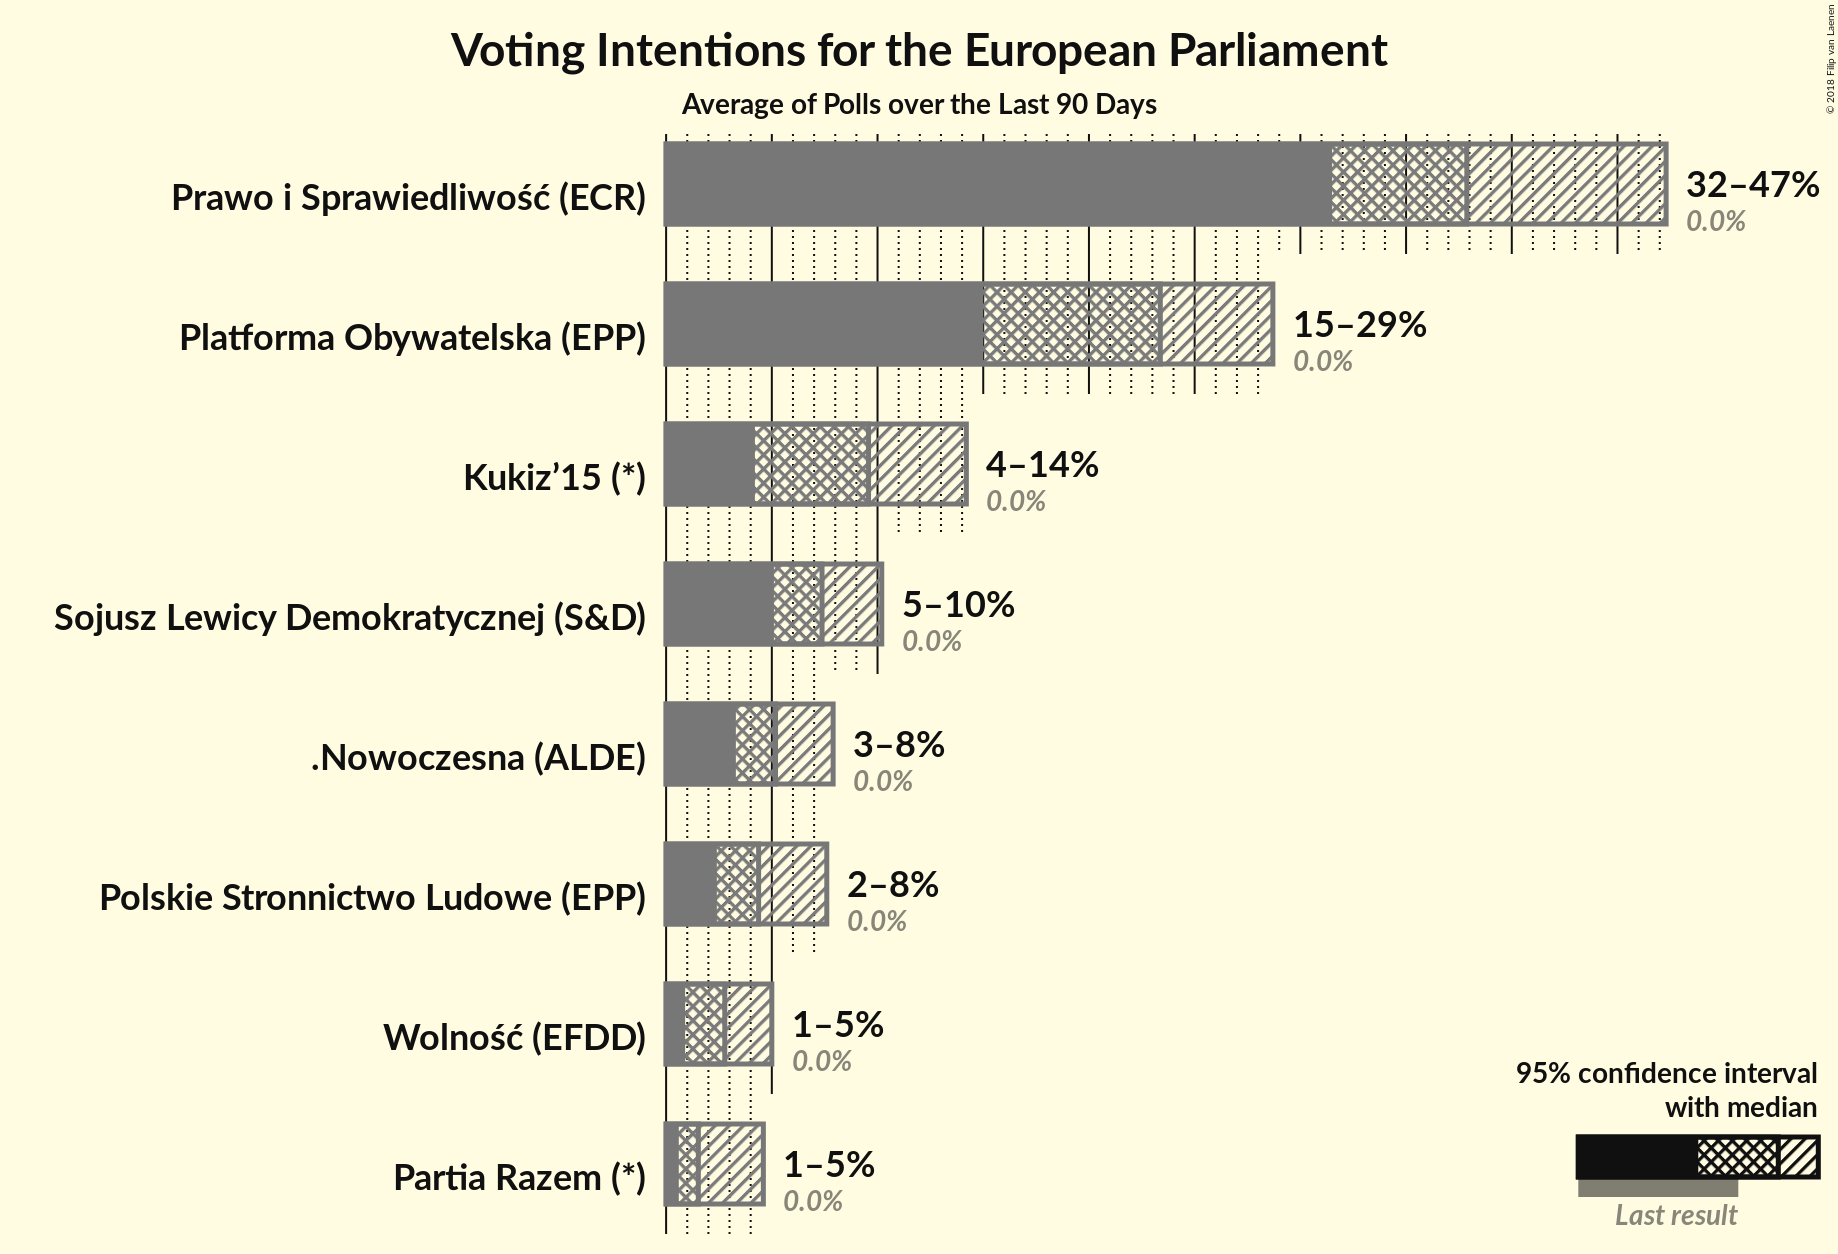 © 2018 Filip van Laenen
Voting Intentions for the European Parliament
Average of Polls over the Last 90 Days
Prawo i Sprawiedliwość (ECR)
32–47%
0.0%
Platforma Obywatelska (EPP)
15–29%
0.0%
Kukiz’15 (*)
4–14%
0.0%
Sojusz Lewicy Demokratycznej (S&D)
5–10%
0.0%
.Nowoczesna (ALDE)
3–8%
0.0%
Polskie Stronnictwo Ludowe (EPP)
2–8%
0.0%
Wolność (EFDD)
1–5%
0.0%
Partia Razem (*)
1–5%
0.0%
95% confidence interval
with median
Last result